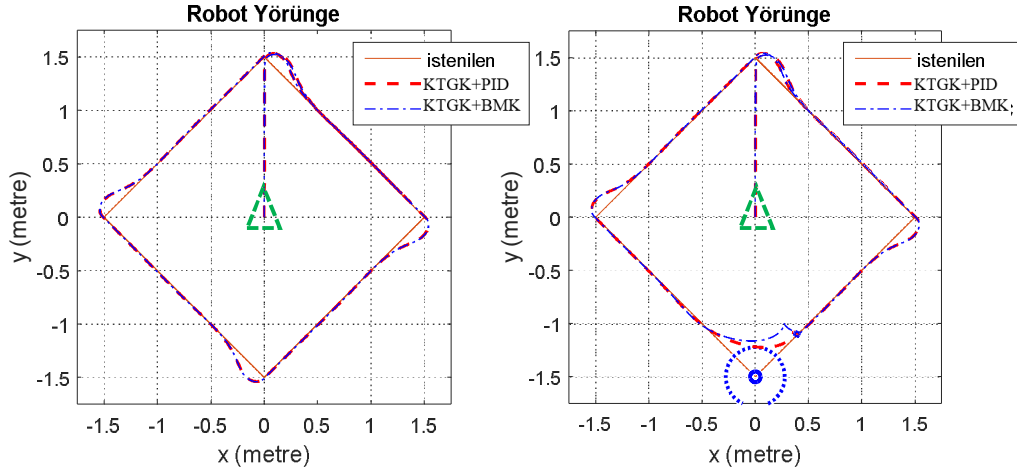 Robot Yörünge
istenilen
KTGK+PID
KTGK+BMK
1.5
1
0.5
0
-0.5
-1
-1.5
y (metre)
-1.5 -1 -0.5 0 0.5 1 1.5
x (metre)
Robot Yörünge
istenilen
KTGK+PID
KTGK+BMK
;
1.5
1
0.5
0
-0.5
-1
-1.5
y (metre)
-1.5 -1 -0.5 0 0.5 1 1.5
x (metre)